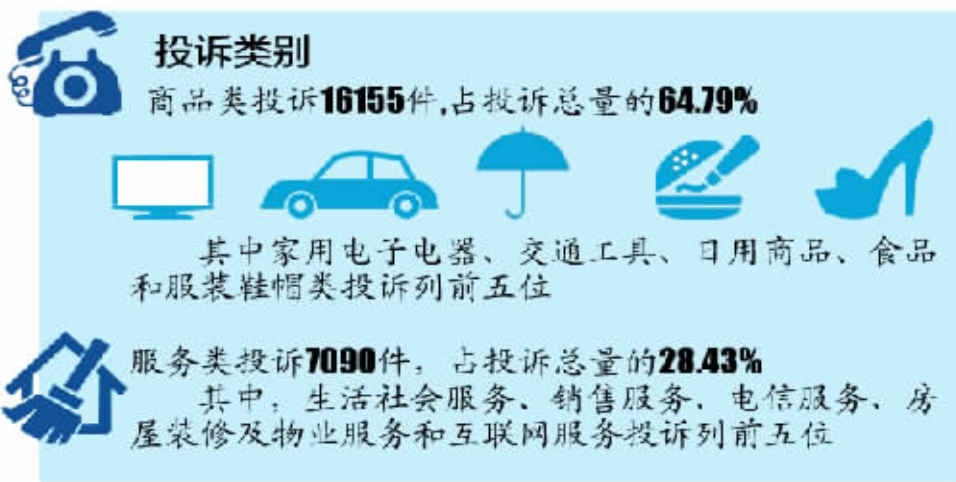 投诉类别
商品类投诉16155件,占投诉总量的64.79%
其中家用电子电器、交通工具、日用商品、食品
和服装鞋帽类投诉列前五位
服务类投诉7090件，占投诉总量的28.43%
其中，生活社会服务、销售服务、电信服务、房
屋装修及物业服务和互联网服务投诉列前五位